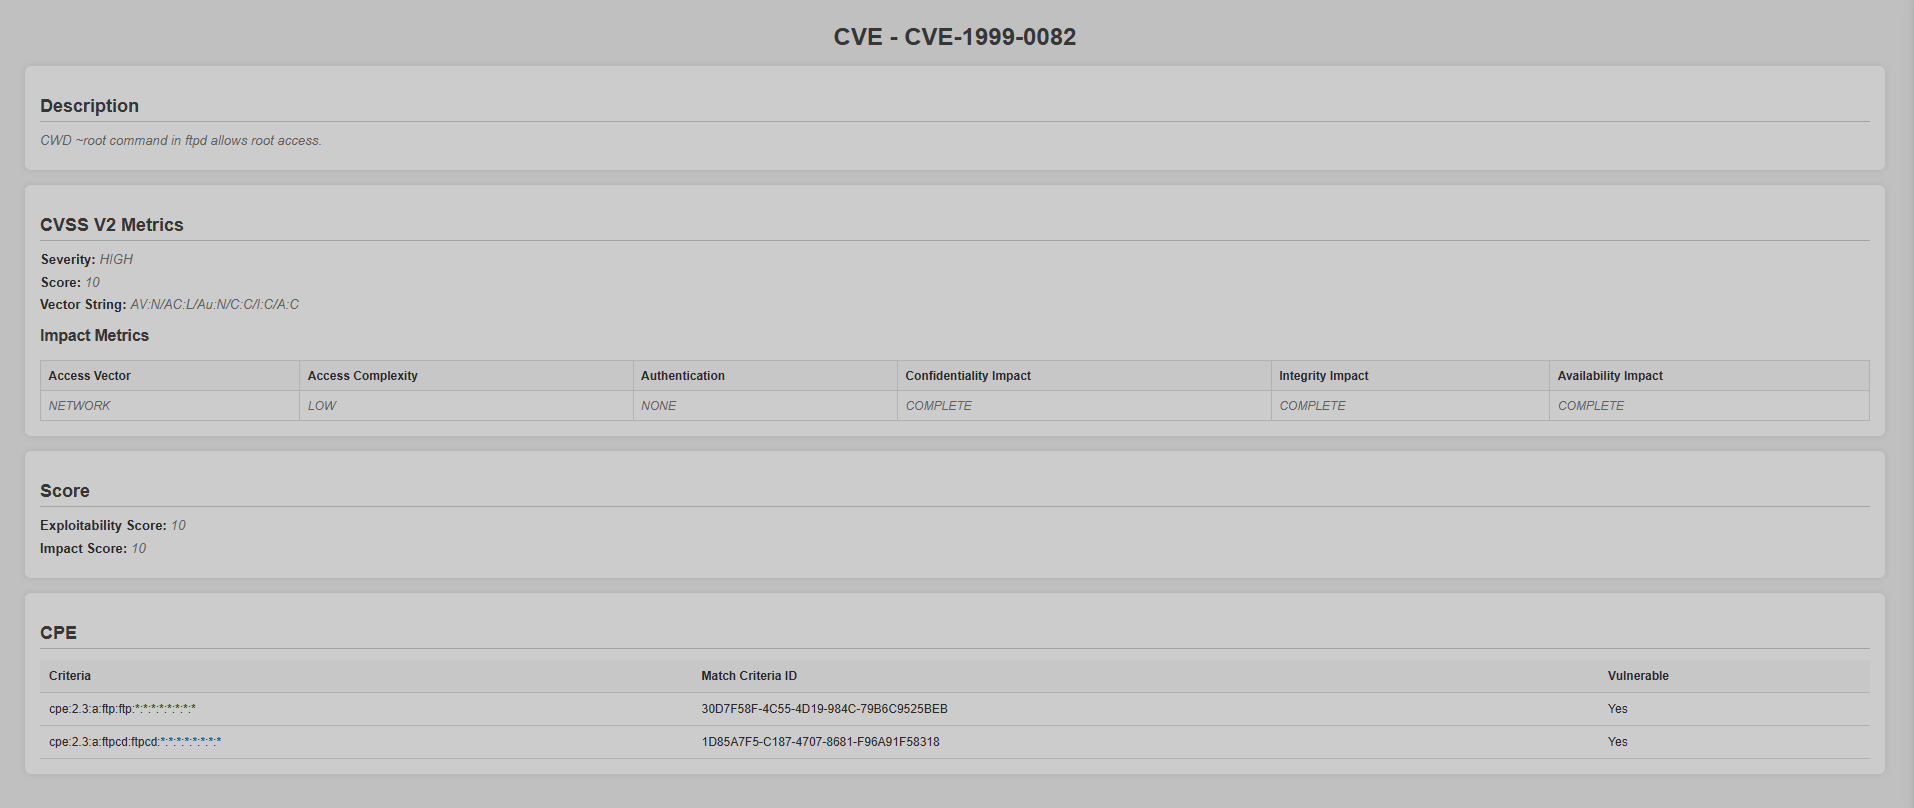 CVE - CVE-1999-0082
Description
CWD ~root command in ftpd allows root access.
CVSS V2 Metrics
Severity: HIGH
Score: 10
Vector String: AV:N/AC:L/Au:N/C:C/I:C/A:C
Impact Metrics
Access Vector Access Complexity Authentication Confidentiality Impact Integrity Impact Availability Impact
NETWORK LOW NONE COMPLETE COMPLETE COMPLETE
Score
Exploitability Score: 10
Impact Score: 10
CPE
Criteria Match Criteria ID Vulnerable
cpe:2.3:a:ftp:ftp:*:*:*:*:*:*:*:* 30D7F58F-4C55-4D19-984C-79B6C9525BEB Yes
cpe:2.3:a:ftpcd:ftpcd:*:*:*:*:*:*:*:* 1D85A7F5-C187-4707-8681-F96A91F58318 Yes